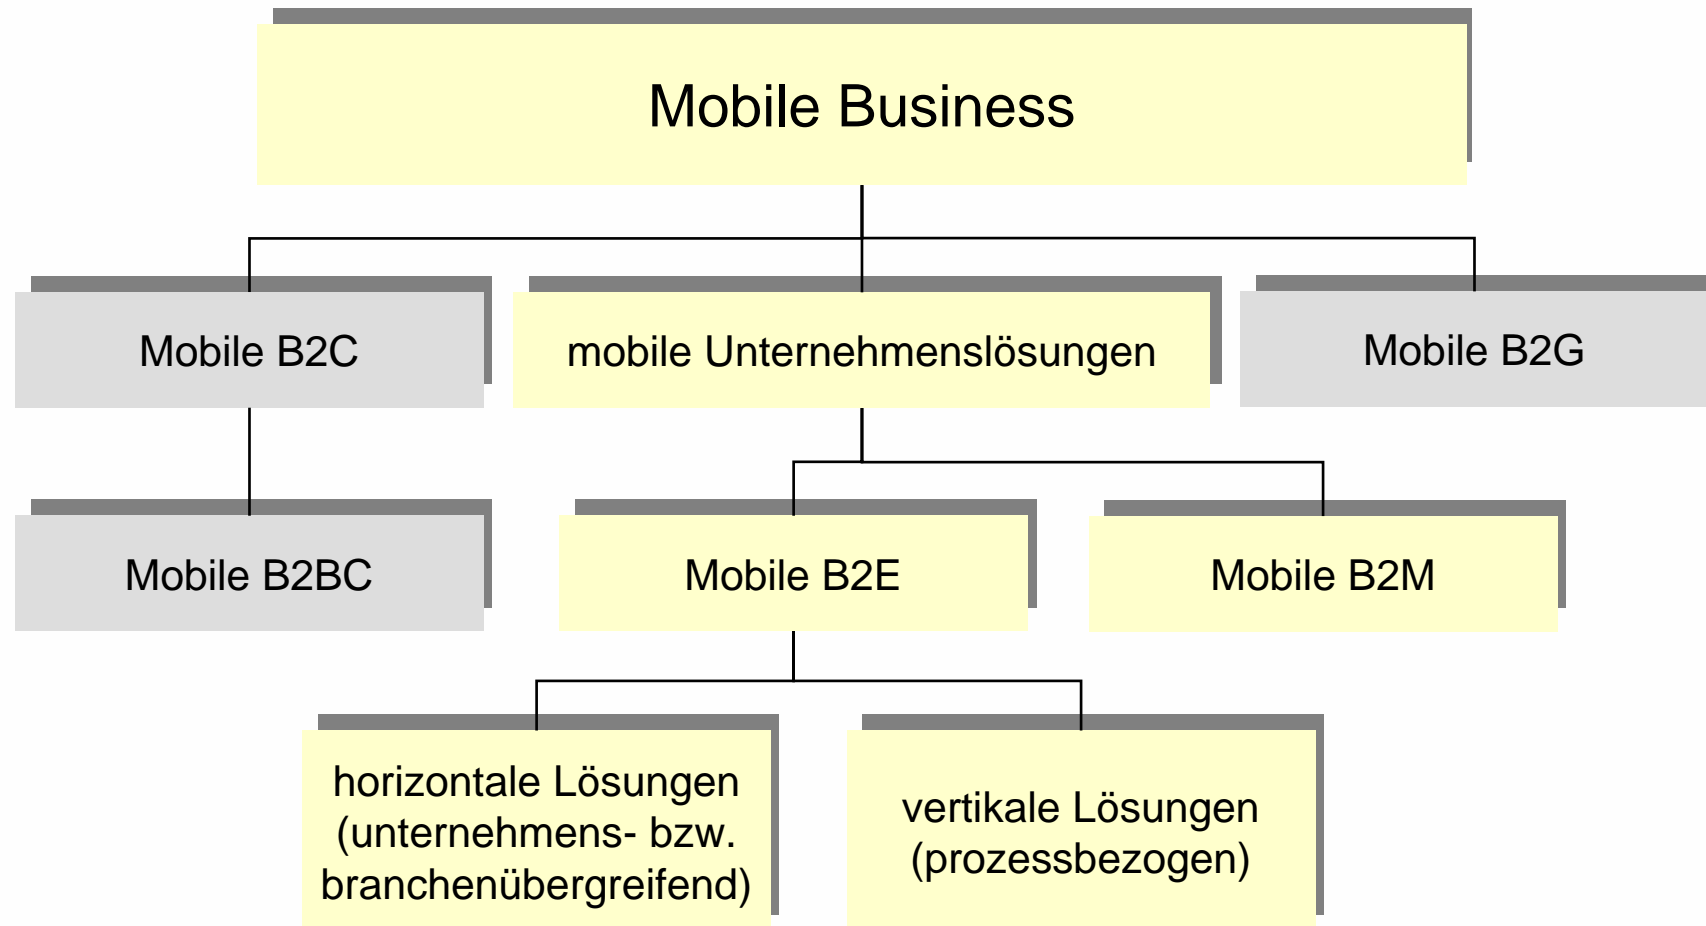 Mobile Business
Mobile B2C
mobile Unternehmenslösungen
Mobile B2G
Mobile B2BC
Mobile B2E
Mobile B2M
horizontale Lösungen
(unternehmens- bzw.
branchenübergreifend)
vertikale Lösungen
(prozessbezogen)